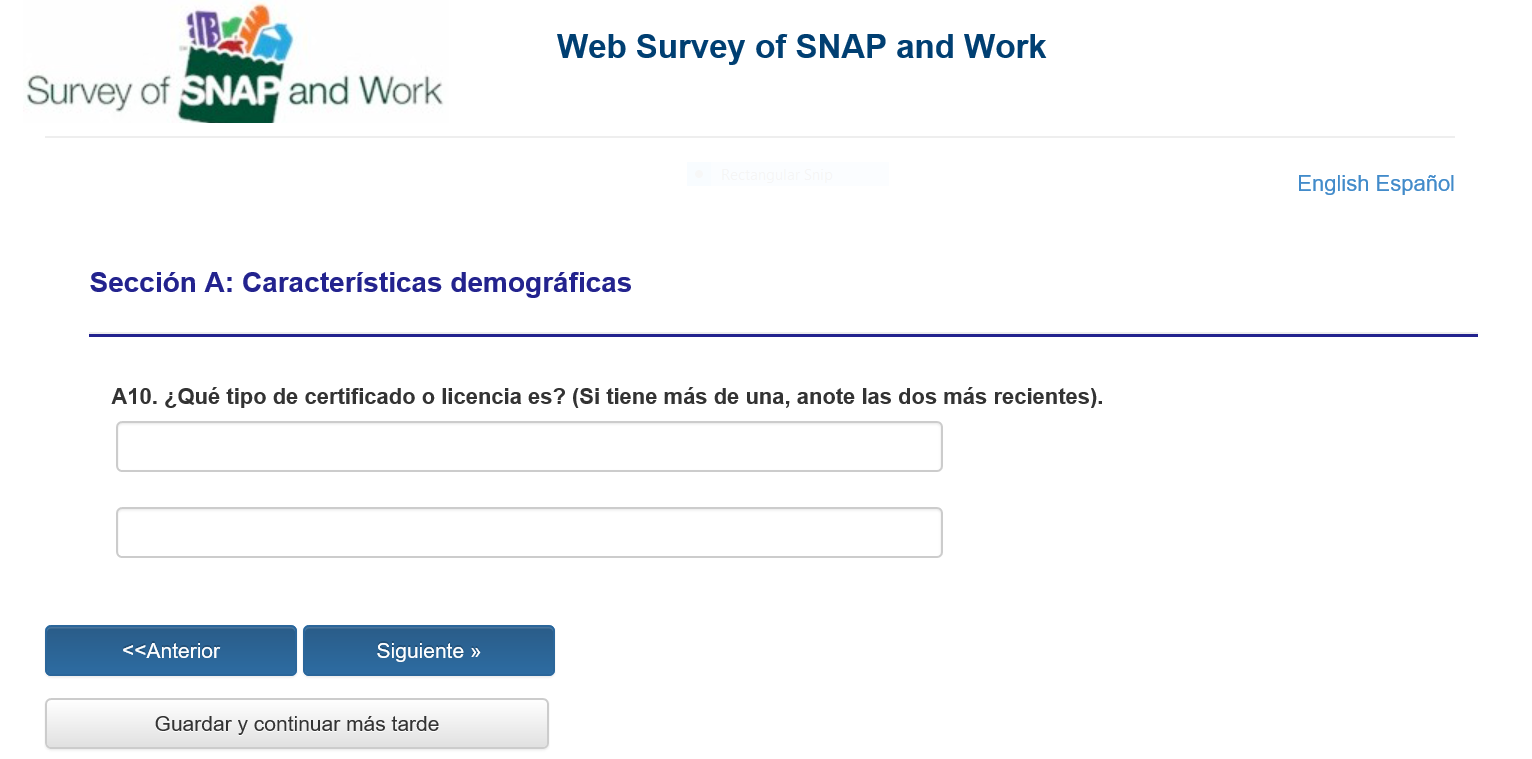 Survey of SNAP and Work
Web Survey of SNAP and Work
Rectangular Snip
English Español
Sección A: Características demográficas
A10. ¿Qué tipo de certificado o licencia es? (Si tiene más de una, anote las dos más recientes).
<<Anterior
Siguiente »
Guardar y continuar más tarde